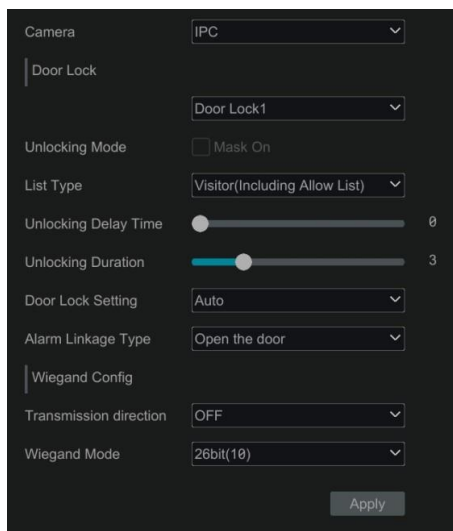 Camera IPC
Door Lock
Door Lock1
Unlocking Mode Mask On
List Type Visitor(Including Allow List)
Unlocking Delay Time 0
Unlocking Duration 3
Door Lock Setting Auto
Alarm Linkage Type Open the door
Wiegand Config
Transmission direction OFF
Wiegand Mode 26bit(10)
Apply